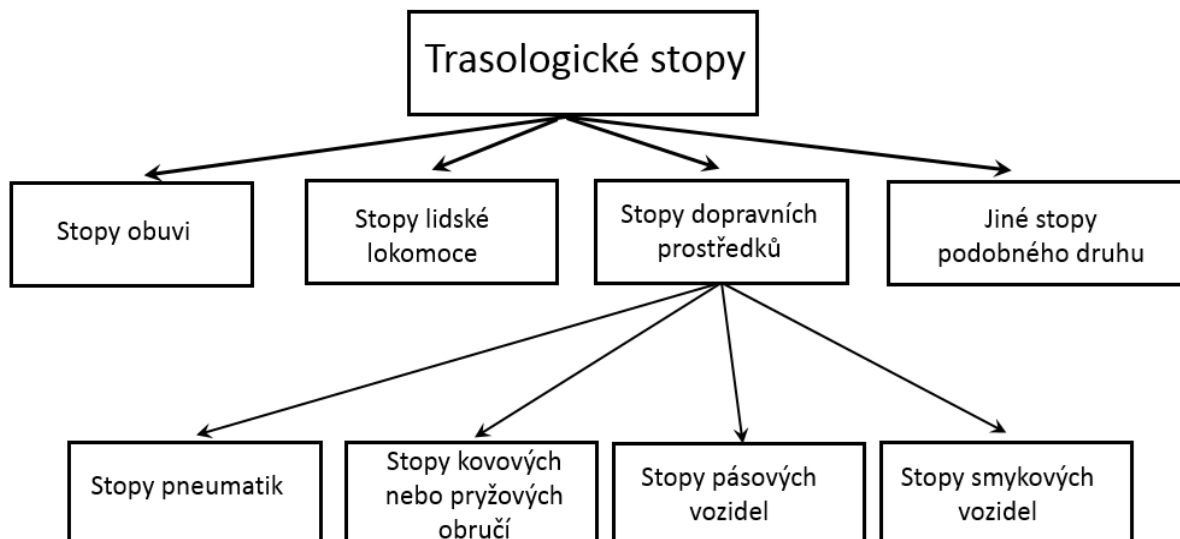 Trasologické stopy
Stopy obuvi
Stopy lidské
lokomoce
Stopy dopravních
prostředků
Jiné stopy
podobného druhu
Stopy pneumatik
Stopy kovových
nebo pryžových
obručí
Stopy pásových
vozidel
Stopy smykových
vozidel